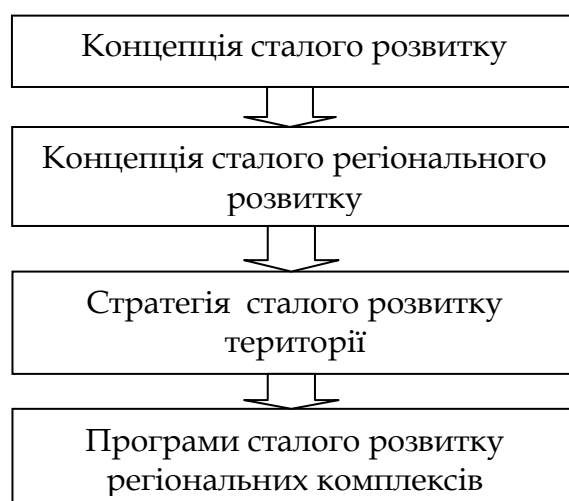 Концепція сталого розвитку
Концепція сталого регіонального
розвитку
Стратегія сталого розвитку
території
Програми сталого розвитку
регіональних комплексів